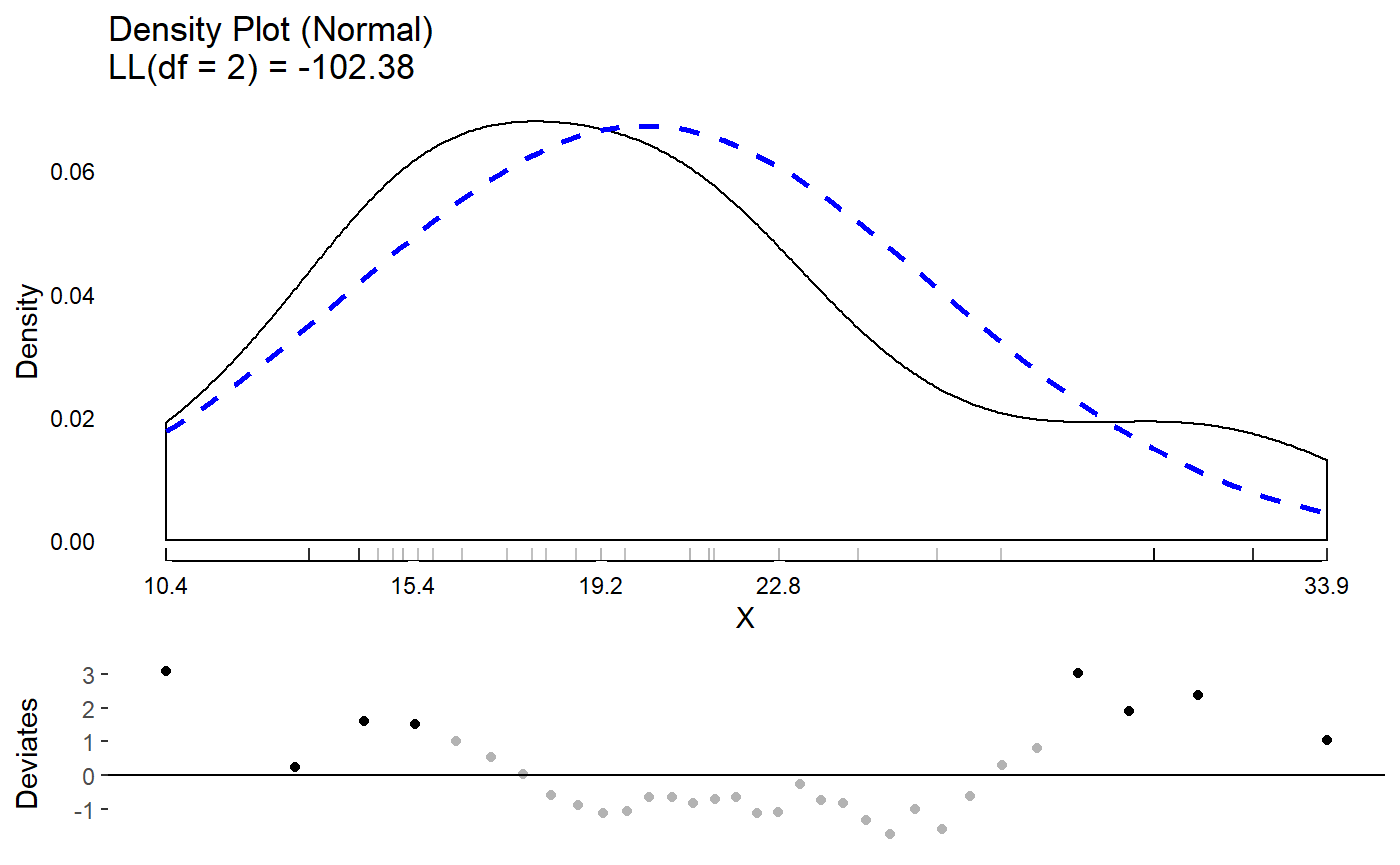 Density Plot (Normal)
LL(df = 2) = -102.38
Density
0.06
0.04
0.02
0.00
10.4 15.4 19.2 22.8 33.9
X
Deviates
3
2
1
0
-1